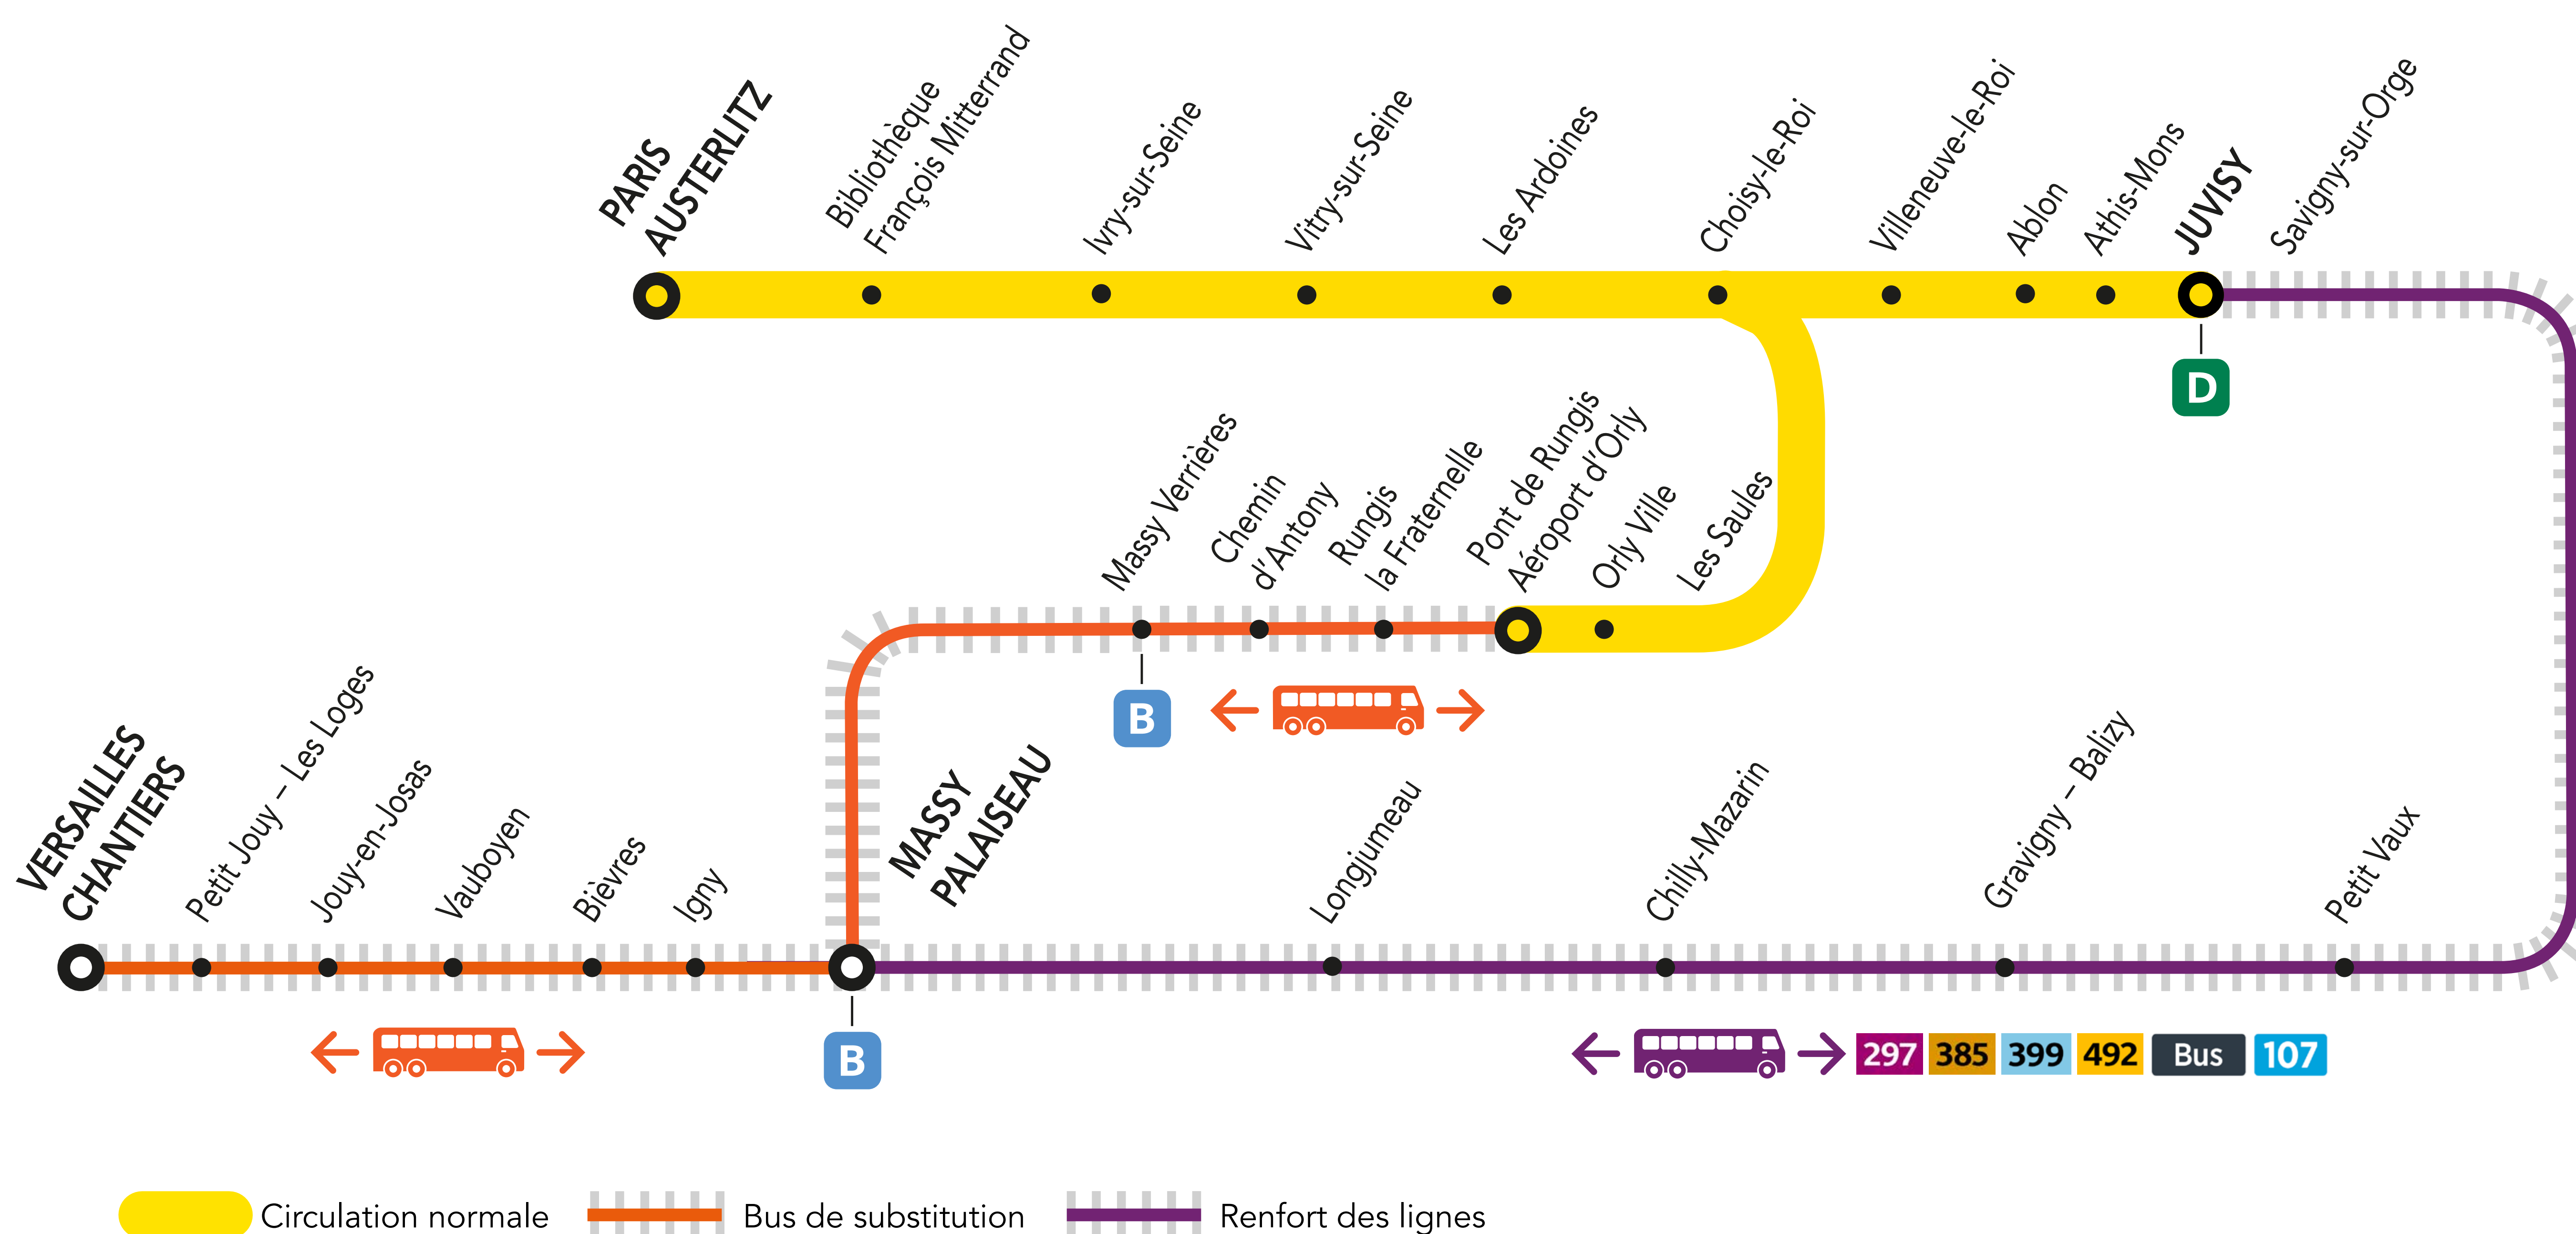 PARIS
AUSTERLITZ
Bibliothèque
François Mitterrand
Ivry-sur-Seine
Vitry-sur-Seine
Les Ardoines
Choisy-le-Roi
Villeneuve-le-Roi
Ablon
Athis-Mons
JUVISY
Savigny-sur-Orge
D
Massy Verrières
Chemin
d'Antony
Rungis
la Fraternelle
Pont de Rungis
Aéroport d'Orly
Orly Ville
Les Saules
B
VERSAILLES
CHANTIERS
Petit Jouy – Les Loges
Jouy-en-Josas
Vauboyen
Bièvres
Igny
MASSY
PALAISEAU
Longjumeau
Chilly-Mazarin
Gravigny – Balizy
Petit Vaux
B
297 385 399 492 Bus 107
Circulation normale
Bus de substitution
Renfort des lignes